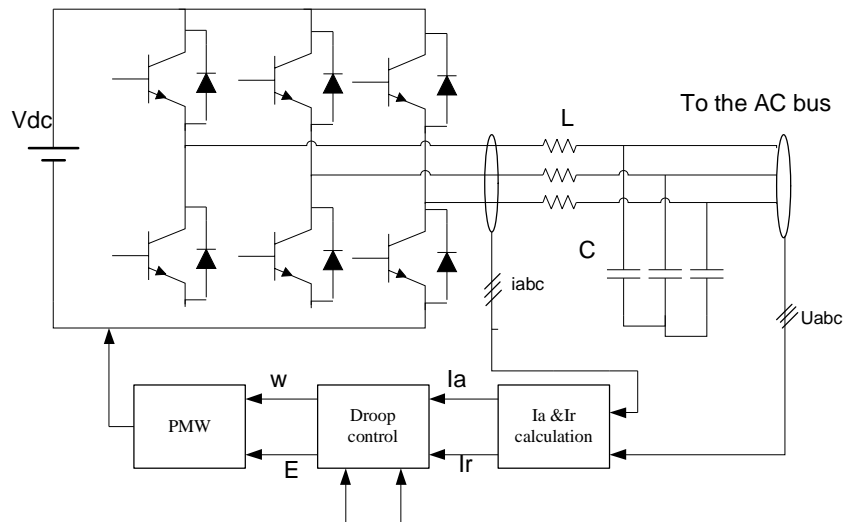 Vdc
L
To the AC bus
C
iabc
Uabc
w
Ia
PMW
Droop
control
Ia &Ir
calculation
E
Ir